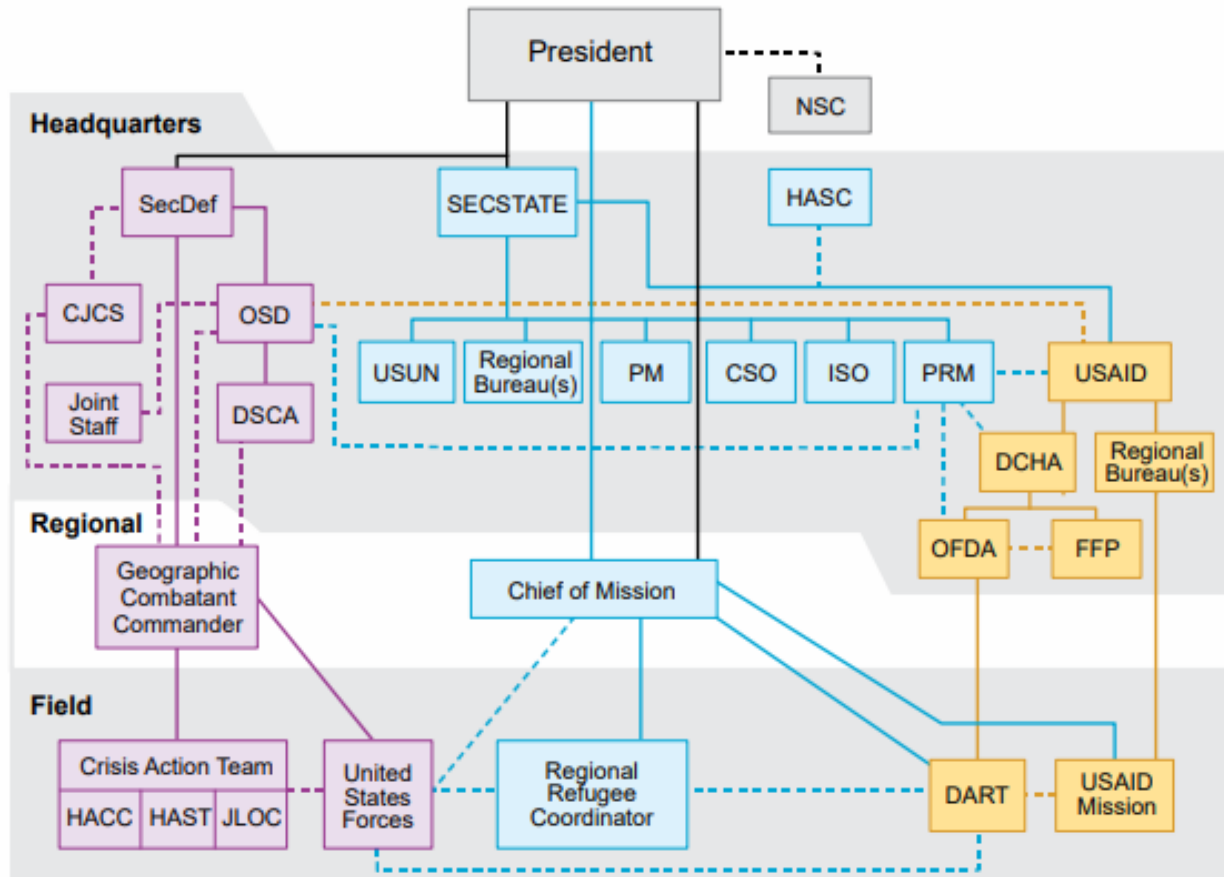 President
NSC
Headquarters
SecDef
SECSTATE
HASC
CJCS
OSD
USUN
Regional
Bureau(s)
PM
CSO
ISO
PRM
USAID
Joint
Staff
DSCA
DCHA
Regional
Bureau(s)
Regional
OFDA
FFP
Geographic
Combatant
Commander
Chief of Mission
Field
Crisis Action Team
HACC
HAST
JLOC
United
States
Forces
Regional
Refugee
Coordinator
DART
USAID
Mission